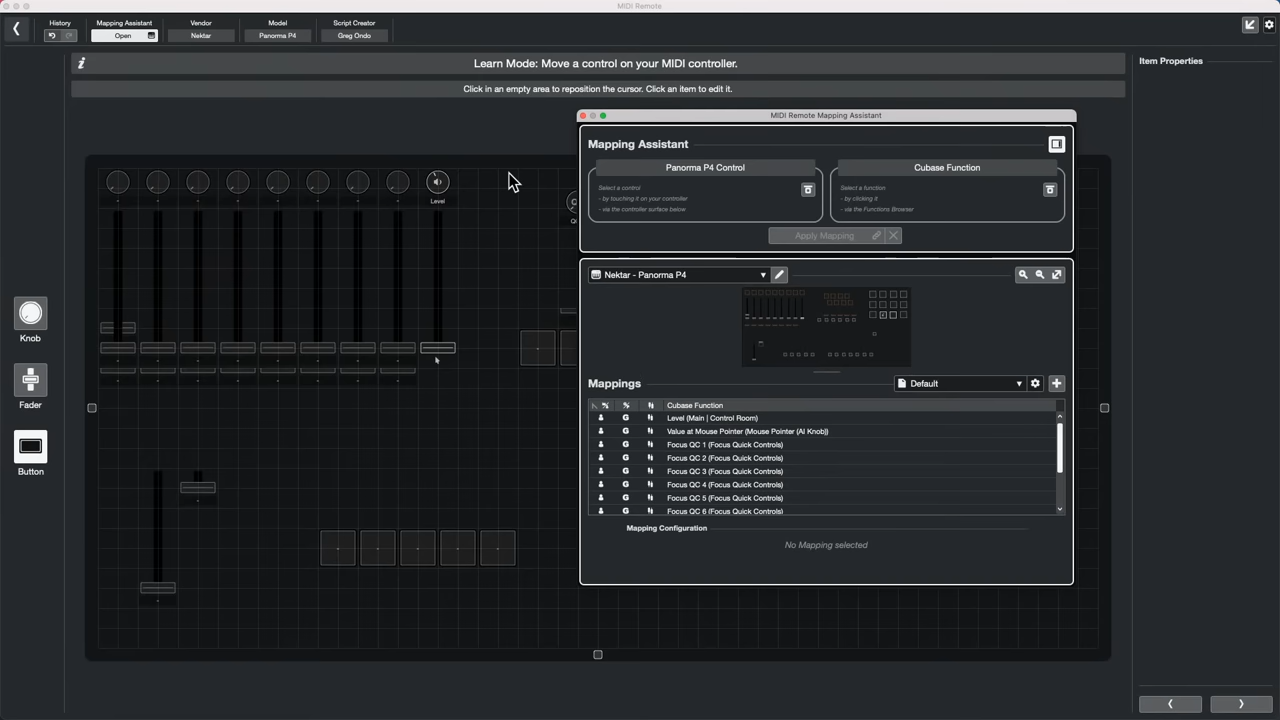 MIDI Remote
History
Mapping Assistant
Vendor
Model
Script Creator
Open
Nektar
Panorma P4
Greg Ondo
Learn Mode: Move a control on your MIDI controller.
Click in an empty area to reposition the cursor. Click an item to edit it.
Item Properties
Knob
Fader
Button
Level
MIDI Remote Mapping Assistant
Mapping Assistant
Panorma P4 Control
Select a control
- by touching it on your controller
- via the controller surface below
Cubase Function
Select a function
- by clicking it
- via the Functions Browser
Apply Mapping
Nektar - Panorma P4
Mappings
Default
Cubase Function
G Level (Main | Control Room)
G Value at Mouse Pointer (Mouse Pointer (AI Knob))
G Focus QC 1 (Focus Quick Controls)
G Focus QC 2 (Focus Quick Controls)
G Focus QC 3 (Focus Quick Controls)
G Focus QC 4 (Focus Quick Controls)
G Focus QC 5 (Focus Quick Controls)
G Focus QC 6 (Focus Quick Controls)
Mapping Configuration
No Mapping selected